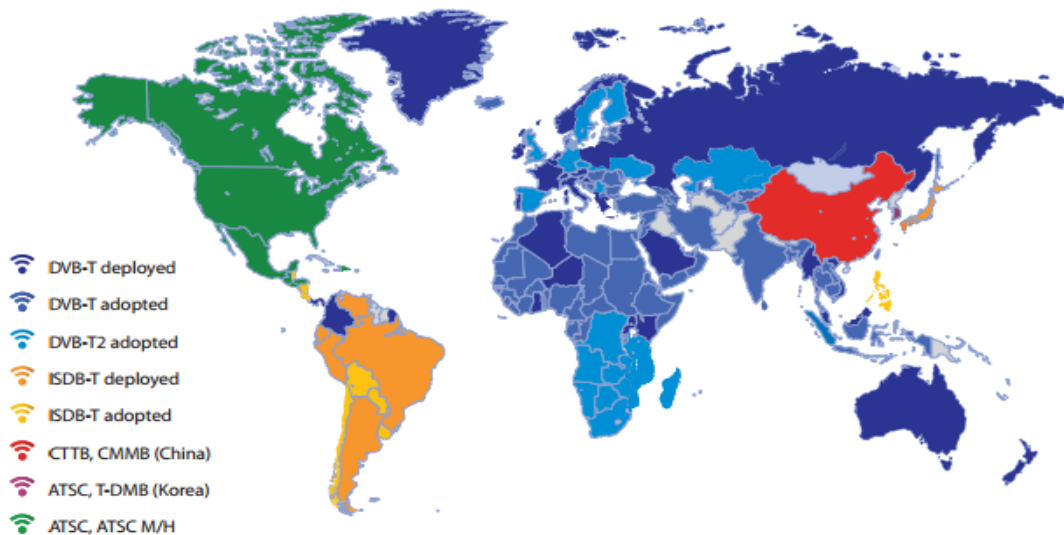 DVB-T deployed
DVB-T adopted
DVB-T2 adopted
ISDB-T deployed
ISDB-T adopted
CTTB, CMMB (China)
ATSC, T-DMB (Korea)
ATSC, ATSC M/H